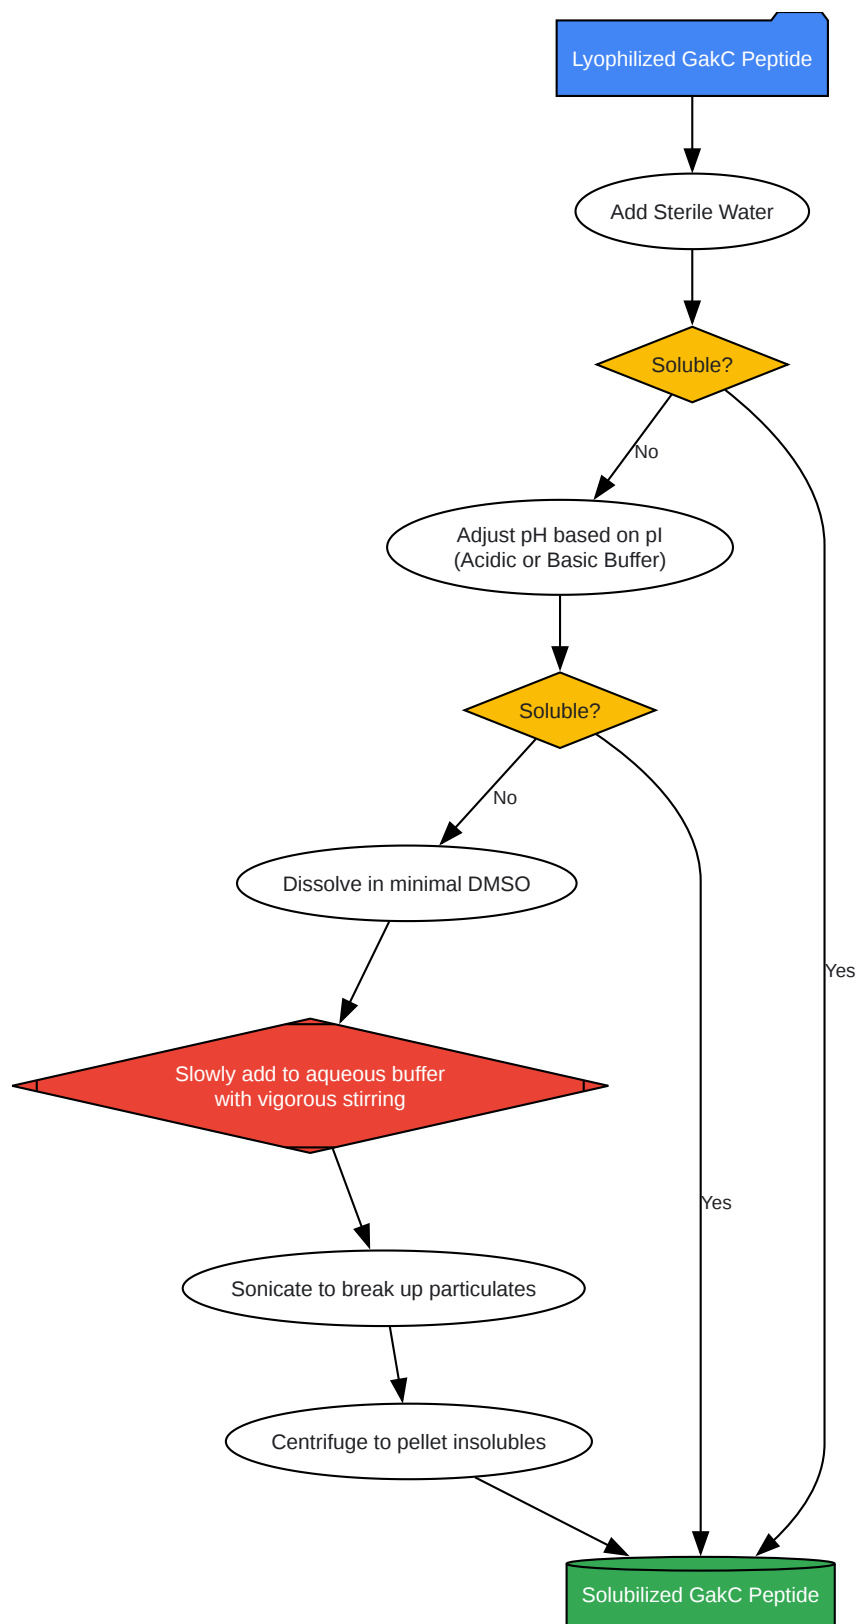 Lyophilized GakC Peptide
Add Sterile Water
Soluble?
No
Adjust pH based on pI
(Acidic or Basic Buffer)
Soluble?
No
Dissolve in minimal DMSO
Yes
Slowly add to aqueous buffer
with vigorous stirring
Yes
Sonicate to break up particulates
Centrifuge to pellet insolubles
Solubilized GakC Peptide